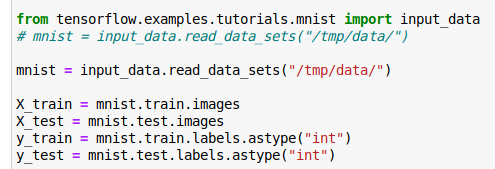 from tensorflow.examples.tutorials.mnist import input_data
# mnist = input_data.read_data_sets("/tmp/data/")
mnist = input_data.read_data_sets("/tmp/data/")
X_train = mnist.train.images
X_test = mnist.test.images
y_train = mnist.train.labels.astype("int")
y_test = mnist.test.labels.astype("int")